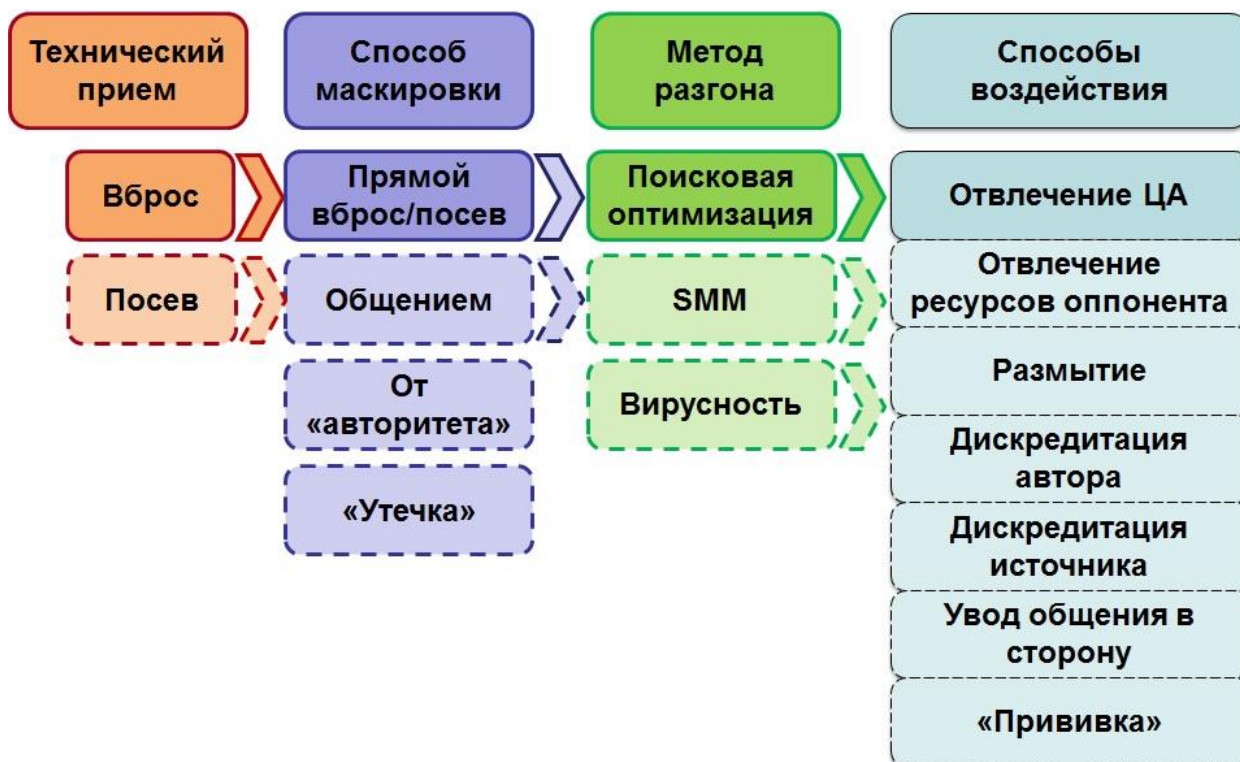 Технический
прием
Способ
маскировки
Метод
разгона
Способы
воздействия
Вброс
Прямой
вброс/посев
Поисковая
оптимизация
Отвлечение ЦА
Посев
Общением
SMM
Отвлечение
ресурсов оппонента
От
«авторитета»
Вирусность
Размытие
«Утечка»
Дискредитация
автора
Дискредитация
источника
Увод общения в
сторону
«Прививка»